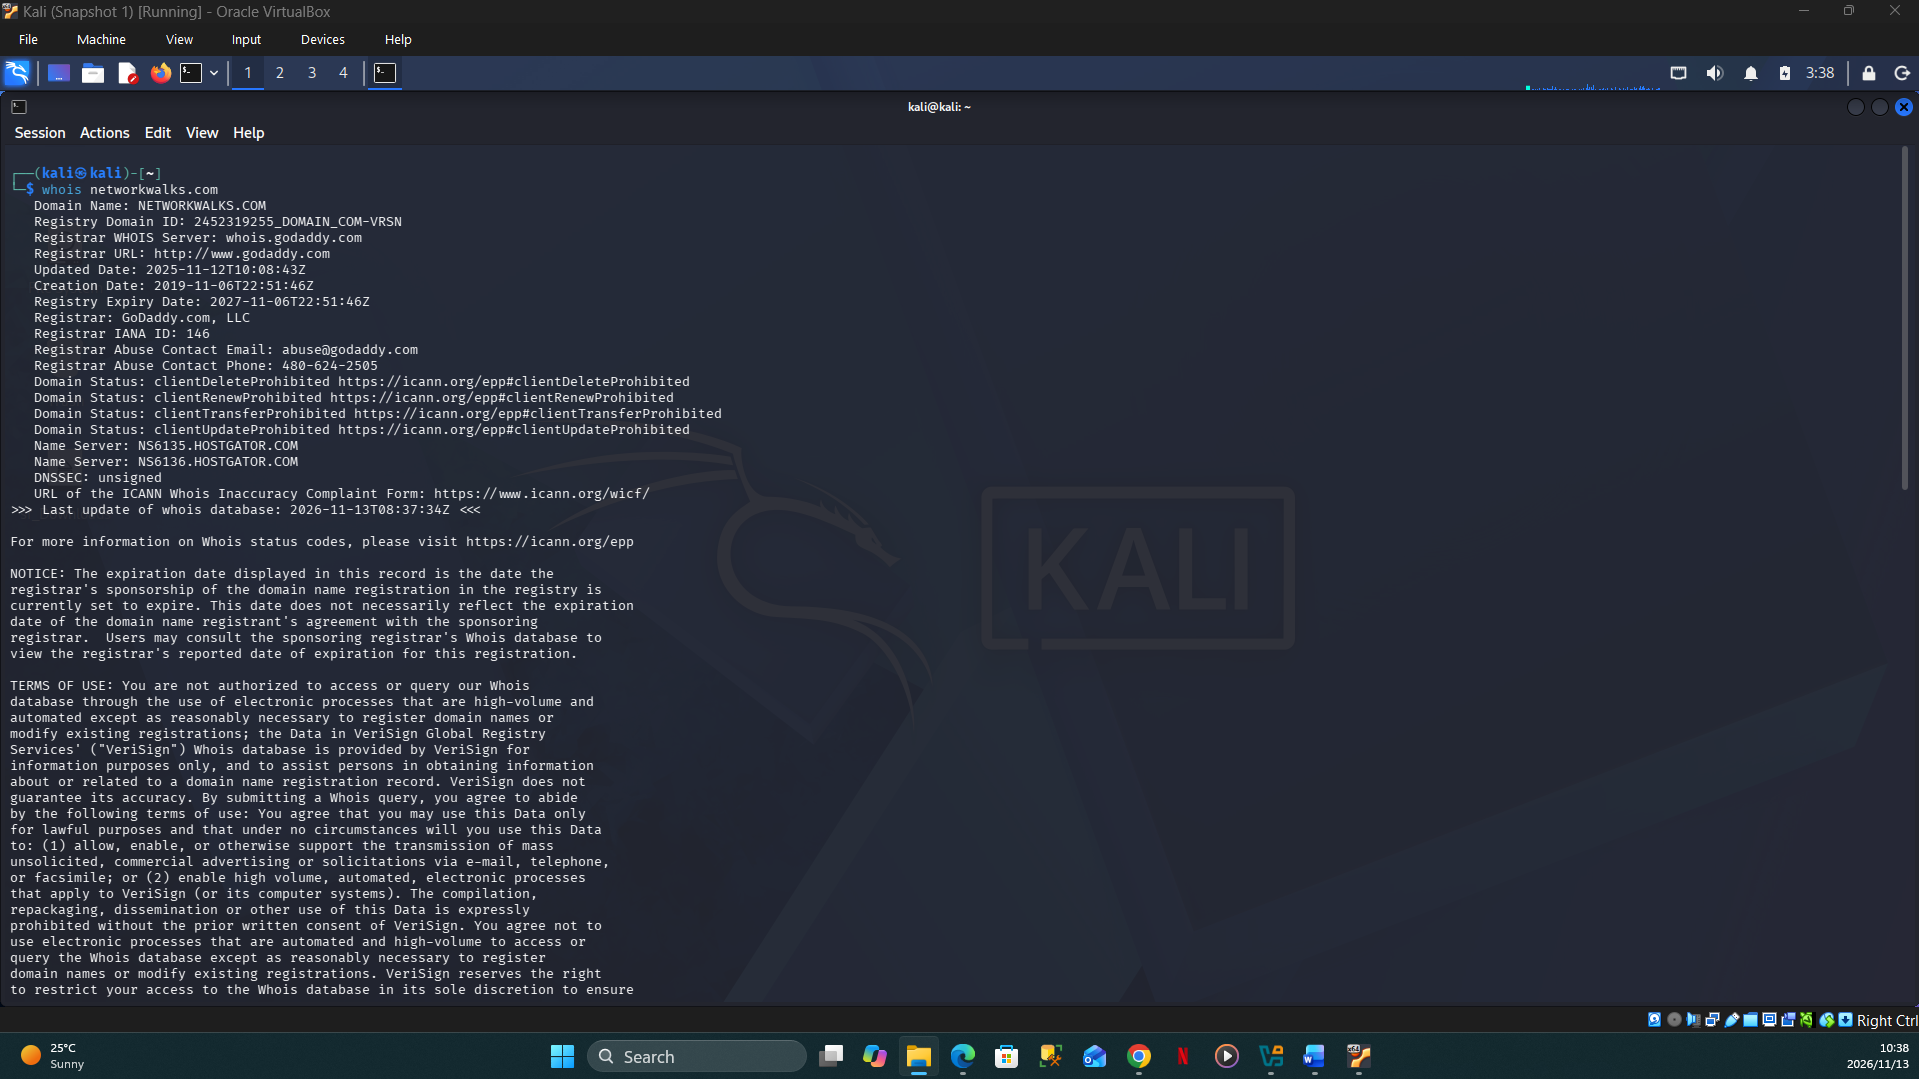 Kali (Snapshot 1) [Running] - Oracle VirtualBox
File Machine View Input Devices Help
1 2 3 4 3:38
kali@kali: ~
Session Actions Edit View Help
┌──(kali㉿kali)-[~]
└─$ whois networkwalks.com
Domain Name: NETWORKWALKS.COM
Registry Domain ID: 2452319255_DOMAIN_COM-VRSN
Registrar WHOIS Server: whois.godaddy.com
Registrar URL: http://www.godaddy.com
Updated Date: 2025-11-12T10:08:43Z
Creation Date: 2019-11-06T22:51:46Z
Registry Expiry Date: 2027-11-06T22:51:46Z
Registrar: GoDaddy.com, LLC
Registrar IANA ID: 146
Registrar Abuse Contact Email: abuse@godaddy.com
Registrar Abuse Contact Phone: 480-624-2505
Domain Status: clientDeleteProhibited https://icann.org/epp#clientDeleteProhibited
Domain Status: clientRenewProhibited https://icann.org/epp#clientRenewProhibited
Domain Status: clientTransferProhibited https://icann.org/epp#clientTransferProhibited
Domain Status: clientUpdateProhibited https://icann.org/epp#clientUpdateProhibited
Name Server: NS6135.HOSTGATOR.COM
Name Server: NS6136.HOSTGATOR.COM
DNSSEC: unsigned
URL of the ICANN Whois Inaccuracy Complaint Form: https://www.icann.org/wicf/
>>> Last update of whois database: 2026-11-13T08:37:34Z <<<
For more information on Whois status codes, please visit https://icann.org/epp
NOTICE: The expiration date displayed in this record is the date the
registrar's sponsorship of the domain name registration in the registry is
currently set to expire. This date does not necessarily reflect the expiration
date of the domain name registrant's agreement with the sponsoring
registrar.  Users may consult the sponsoring registrar's Whois database to
view the registrar's reported date of expiration for this registration.
TERMS OF USE: You are not authorized to access or query our Whois
database through the use of electronic processes that are high-volume and
automated except as reasonably necessary to register domain names or
modify existing registrations; the Data in VeriSign Global Registry
Services' ("VeriSign") Whois database is provided by VeriSign for
information purposes only, and to assist persons in obtaining information
about or related to a domain name registration record. VeriSign does not
guarantee its accuracy. By submitting a Whois query, you agree to abide
by the following terms of use: You agree that you may use this Data only
for lawful purposes and that under no circumstances will you use this Data
to: (1) allow, enable, or otherwise support the transmission of mass
unsolicited, commercial advertising or solicitations via e-mail, telephone,
or facsimile; or (2) enable high volume, automated, electronic processes
that apply to VeriSign (or its computer systems). The compilation,
repackaging, dissemination or other use of this Data is expressly
prohibited without the prior written consent of VeriSign. You agree not to
use electronic processes that are automated and high-volume to access or
query the Whois database except as reasonably necessary to register
domain names or modify existing registrations. VeriSign reserves the right
to restrict your access to the Whois database in its sole discretion to ensure
KALI
Right Ctrl
25°C
Sunny
Search
10:38
2026/11/13